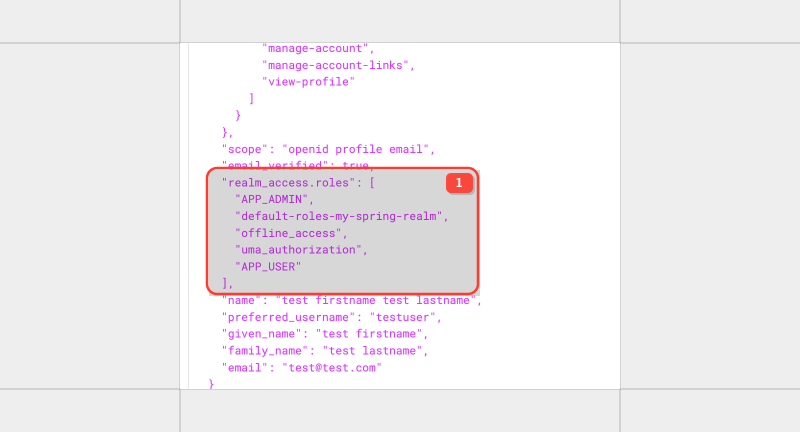 "manage-account",
"manage-account-links",
"view-profile"
]
}
},
"scope": "openid profile email",
"email_verified": true,
"realm_access.roles": [
1
"APP_ADMIN",
"default-roles-my-spring-realm",
"offline_access",
"uma_authorization",
"APP_USER"
],
"name": "test firstname test lastname",
"preferred_username": "testuser",
"given_name": "test firstname",
"family_name": "test lastname",
"email": "test@test.com"
}